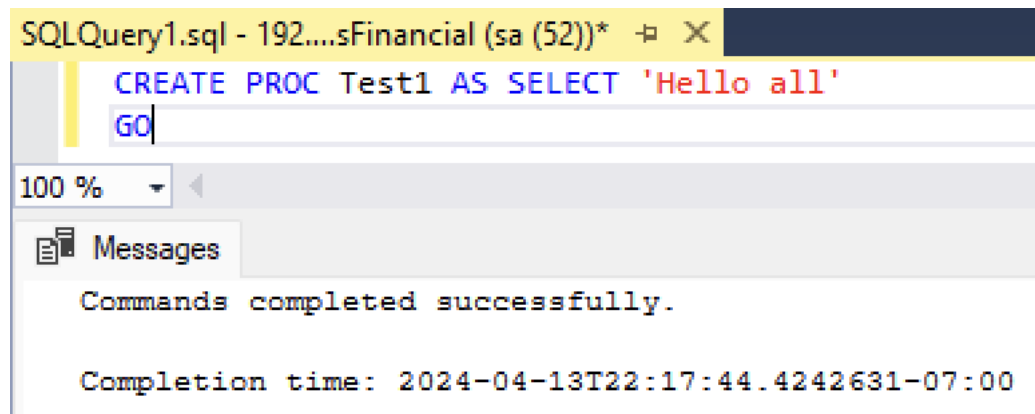 SQLQuery1.sql - 192....sFinancial (sa (52))*
CREATE PROC Test1 AS SELECT 'Hello all'
GO
100 %
Messages
Commands completed successfully.
Completion time: 2024-04-13T22:17:44.4242631-07:00